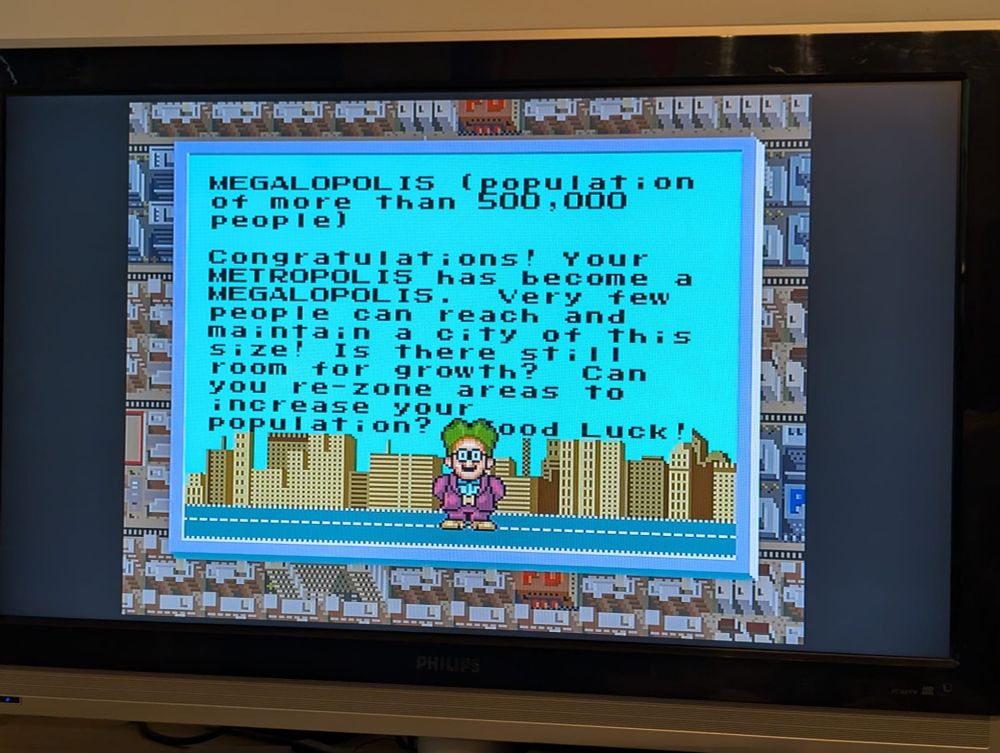 MEGALOPOLIS (population
of more than 500,000
people)
Congratulations! Your
METROPOLIS has become a
MEGALOPOLIS. Very few
people can reach and
maintain a city of this
size! Is there still
room for growth? Can
you re-zone areas to
increase your
population? ood Luck!
PHILIPS